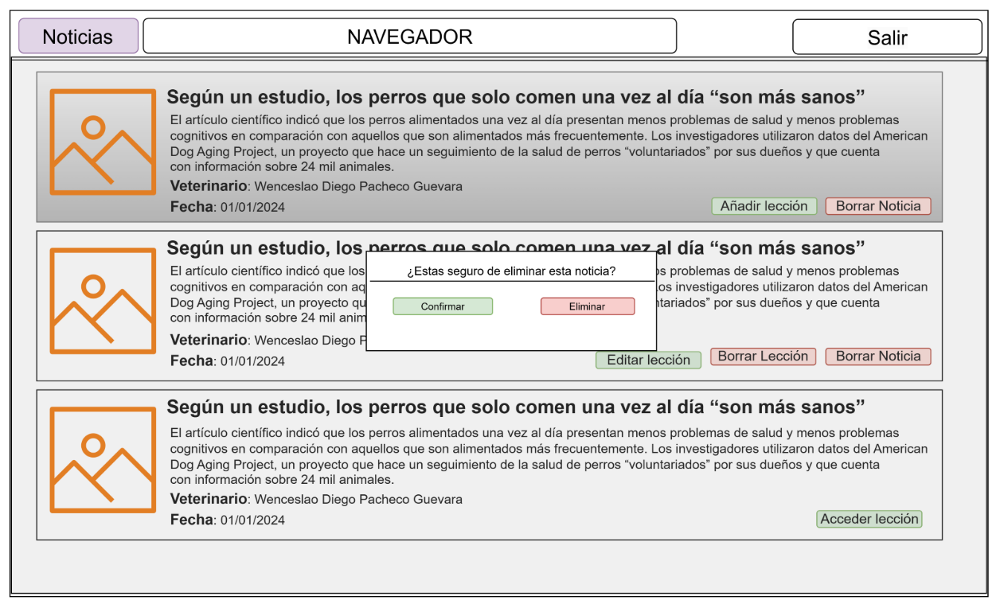 Noticias
NAVEGADOR
Salir
Según un estudio, los perros que solo comen una vez al día “son más sanos”
El artículo científico indicó que los perros alimentados una vez al día presentan menos problemas de salud y menos problemas
cognitivos en comparación con aquellos que son alimentados más frecuentemente. Los investigadores utilizaron datos del American
Dog Aging Project, un proyecto que hace un seguimiento de la salud de perros “voluntariados” por sus dueños y que cuenta
con información sobre 24 mil animales.
Veterinario: Wenceslao Diego Pacheco Guevara
Fecha: 01/01/2024
Añadir lección
Borrar Noticia
Según un estudio, los perros que solo comen una vez al día “son más sanos”
El artículo científico indicó que los
problemas de salud y menos problemas
cognitivos en comparación con
Los investigadores utilizaron datos del American
Dog Aging Project, un proyecto
por sus dueños y que cuenta
con información sobre 24 mil
¿Estas seguro de eliminar esta noticia?
Confirmar
Eliminar
Veterinario: Wenceslao Diego
Fecha: 01/01/2024
Editar lección
Borrar Lección
Borrar Noticia
Según un estudio, los perros que solo comen una vez al día “son más sanos”
El artículo científico indicó que los perros alimentados una vez al día presentan menos problemas de salud y menos problemas
cognitivos en comparación con aquellos que son alimentados más frecuentemente. Los investigadores utilizaron datos del American
Dog Aging Project, un proyecto que hace un seguimiento de la salud de perros “voluntariados” por sus dueños y que cuenta
con información sobre 24 mil animales.
Veterinario: Wenceslao Diego Pacheco Guevara
Fecha: 01/01/2024
Acceder lección